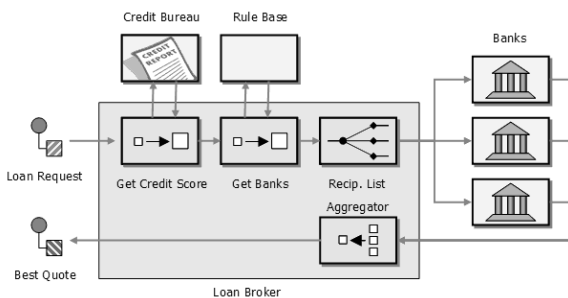 Credit Bureau
Rule Base
Banks
CREDIT
REPORT
Loan Request
Get Credit Score
Get Banks
Recip. List
Aggregator
Best Quote
Loan Broker